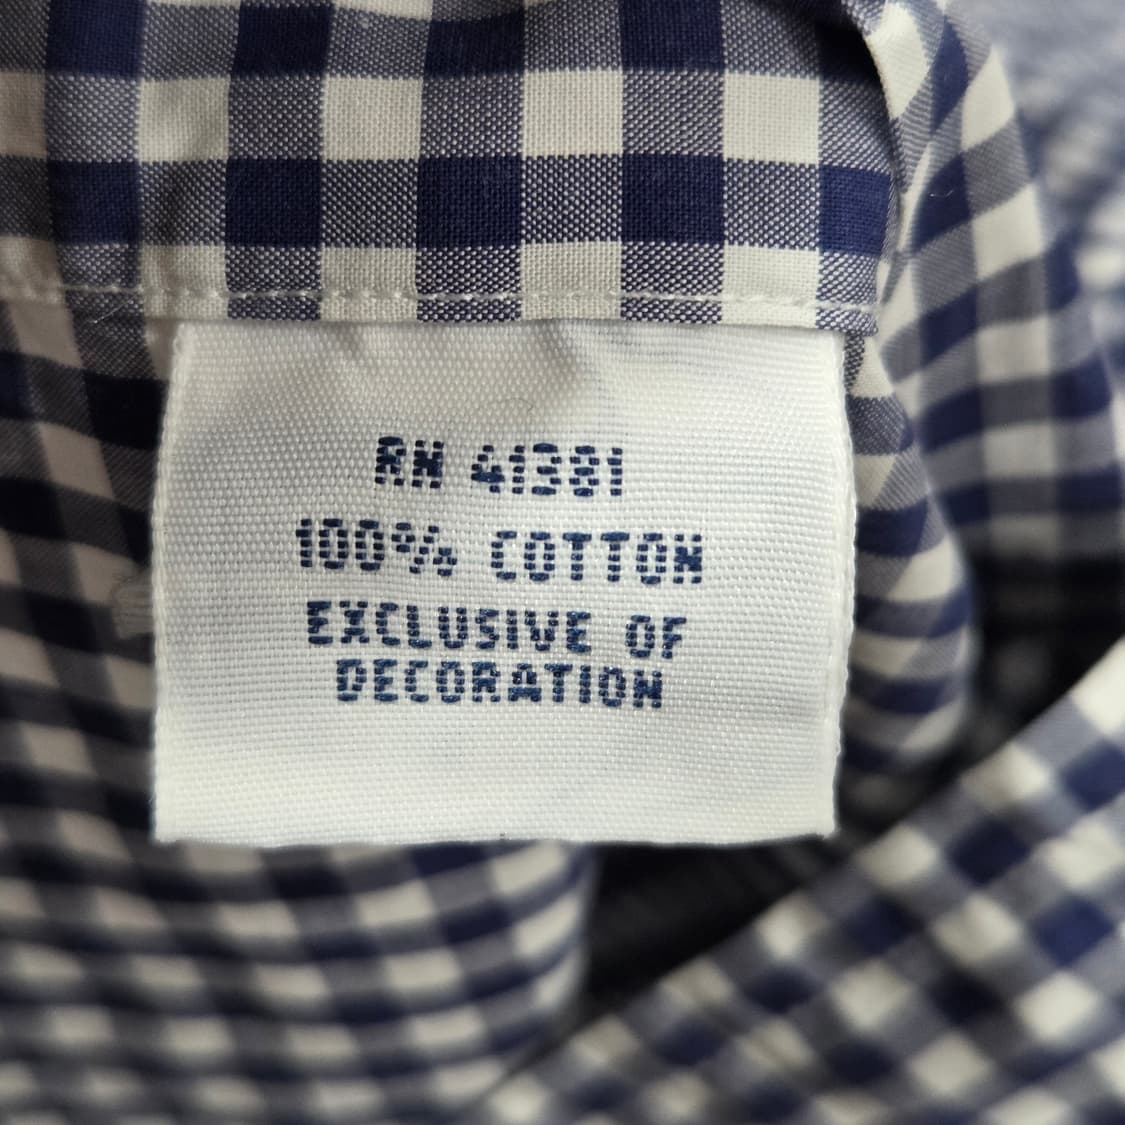 RN 41381
100% COTTON
EXCLUSIVE OF
DECORATION